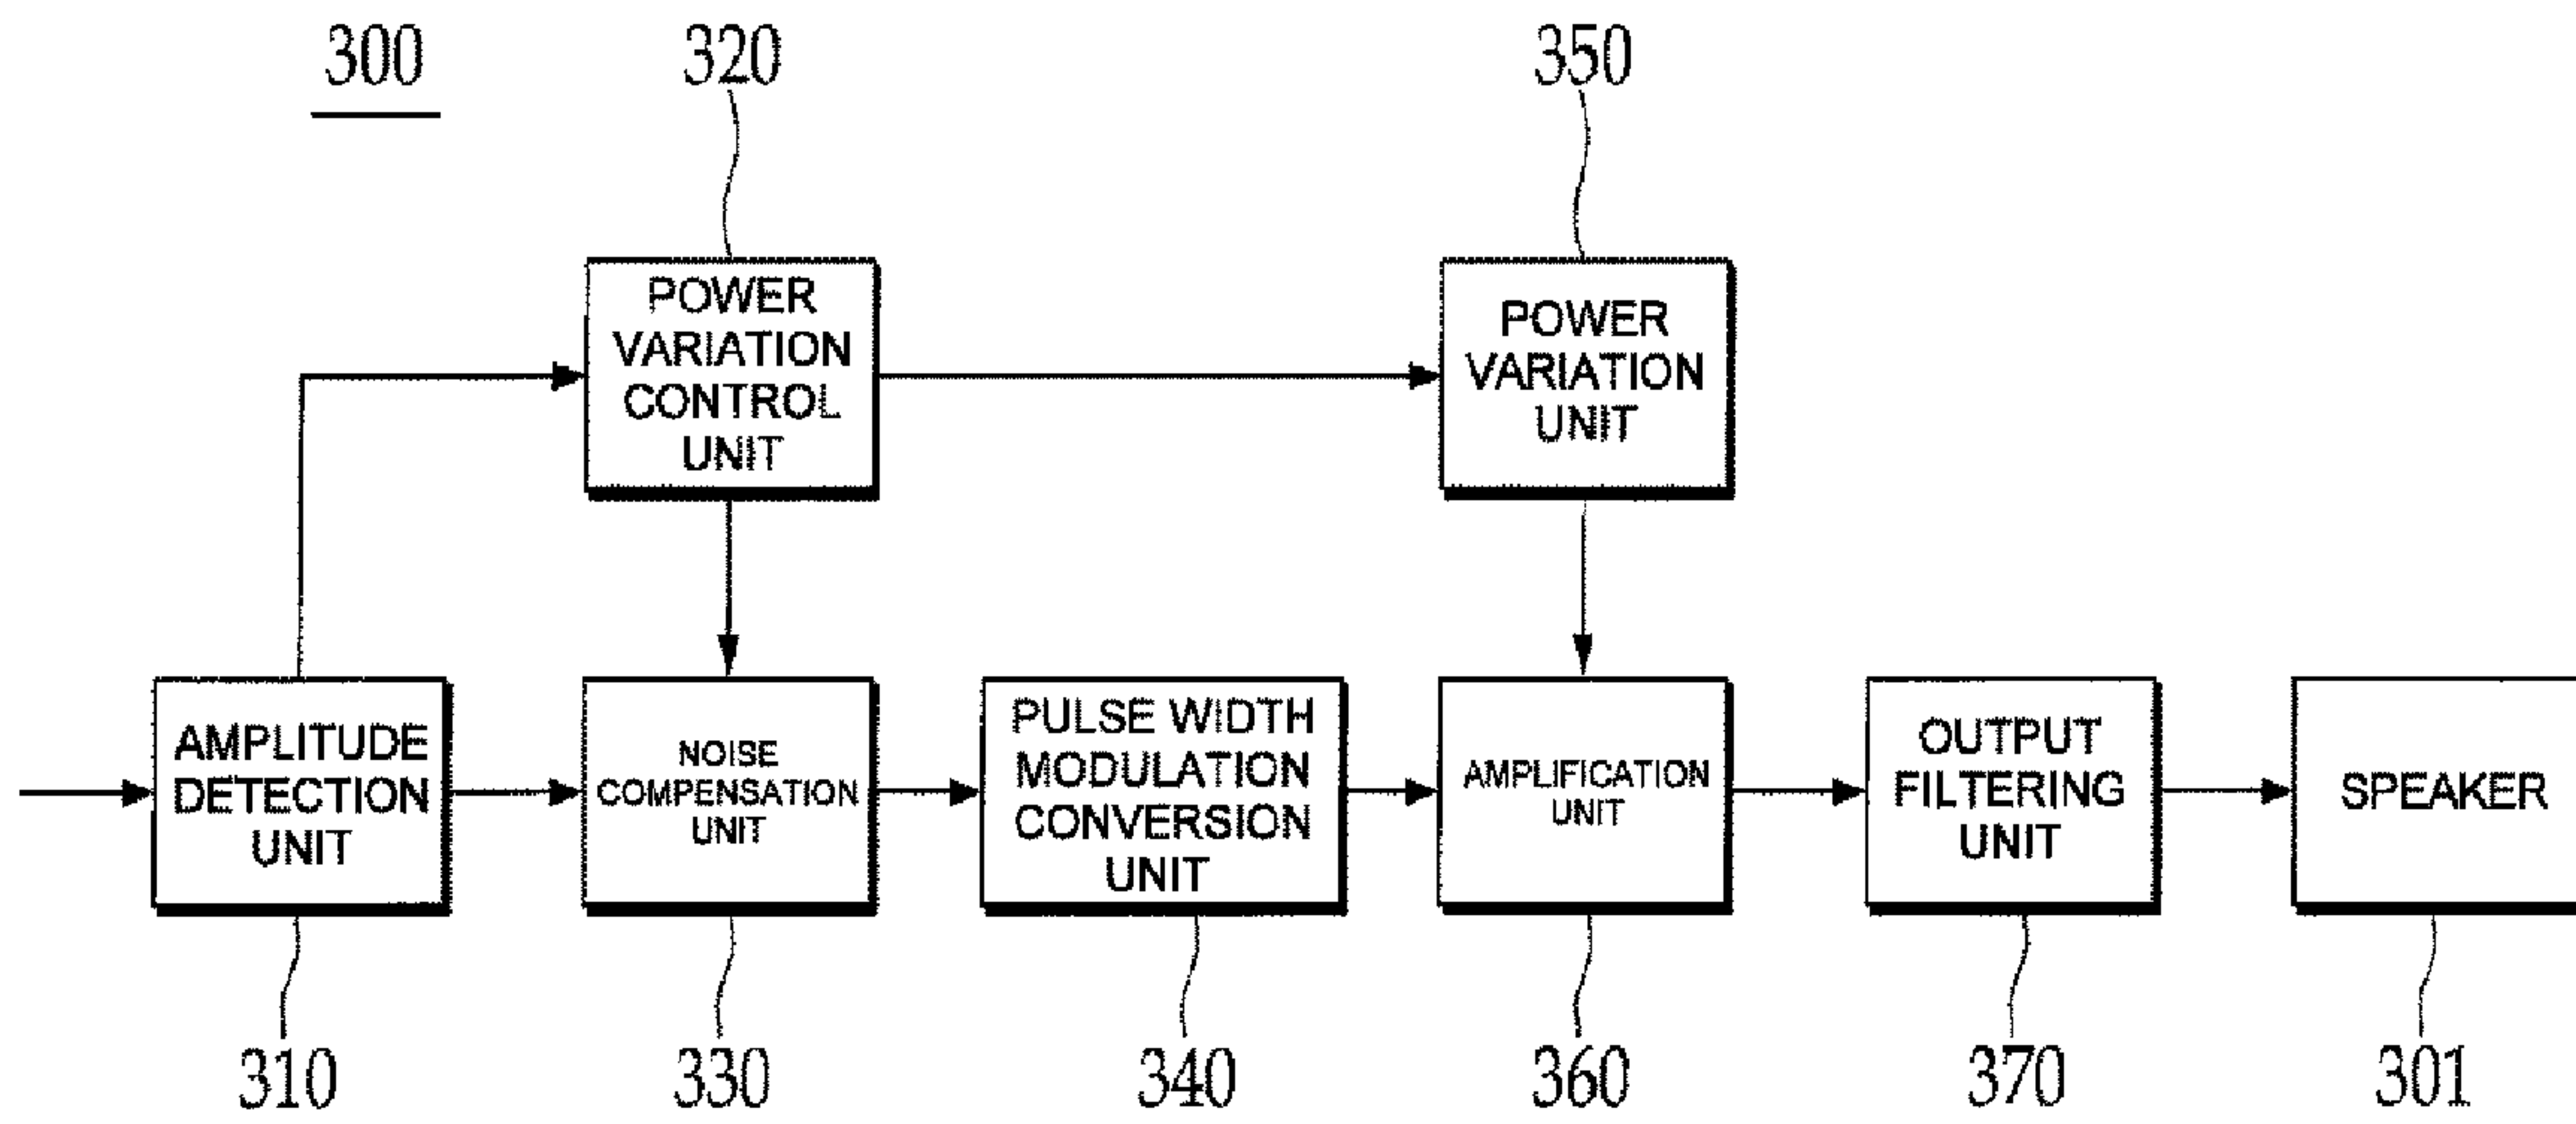 300
320
350
POWER
VARIATION
CONTROL
UNIT
POWER
VARIATION
UNIT
AMPLITUDE
DETECTION
UNIT
NOISE
COMPENSATION
UNIT
PULSE WIDTH
MODULATION
CONVERSION
UNIT
AMPLIFICATION
UNIT
OUTPUT
FILTERING
UNIT
SPEAKER
310
330
340
360
370
301